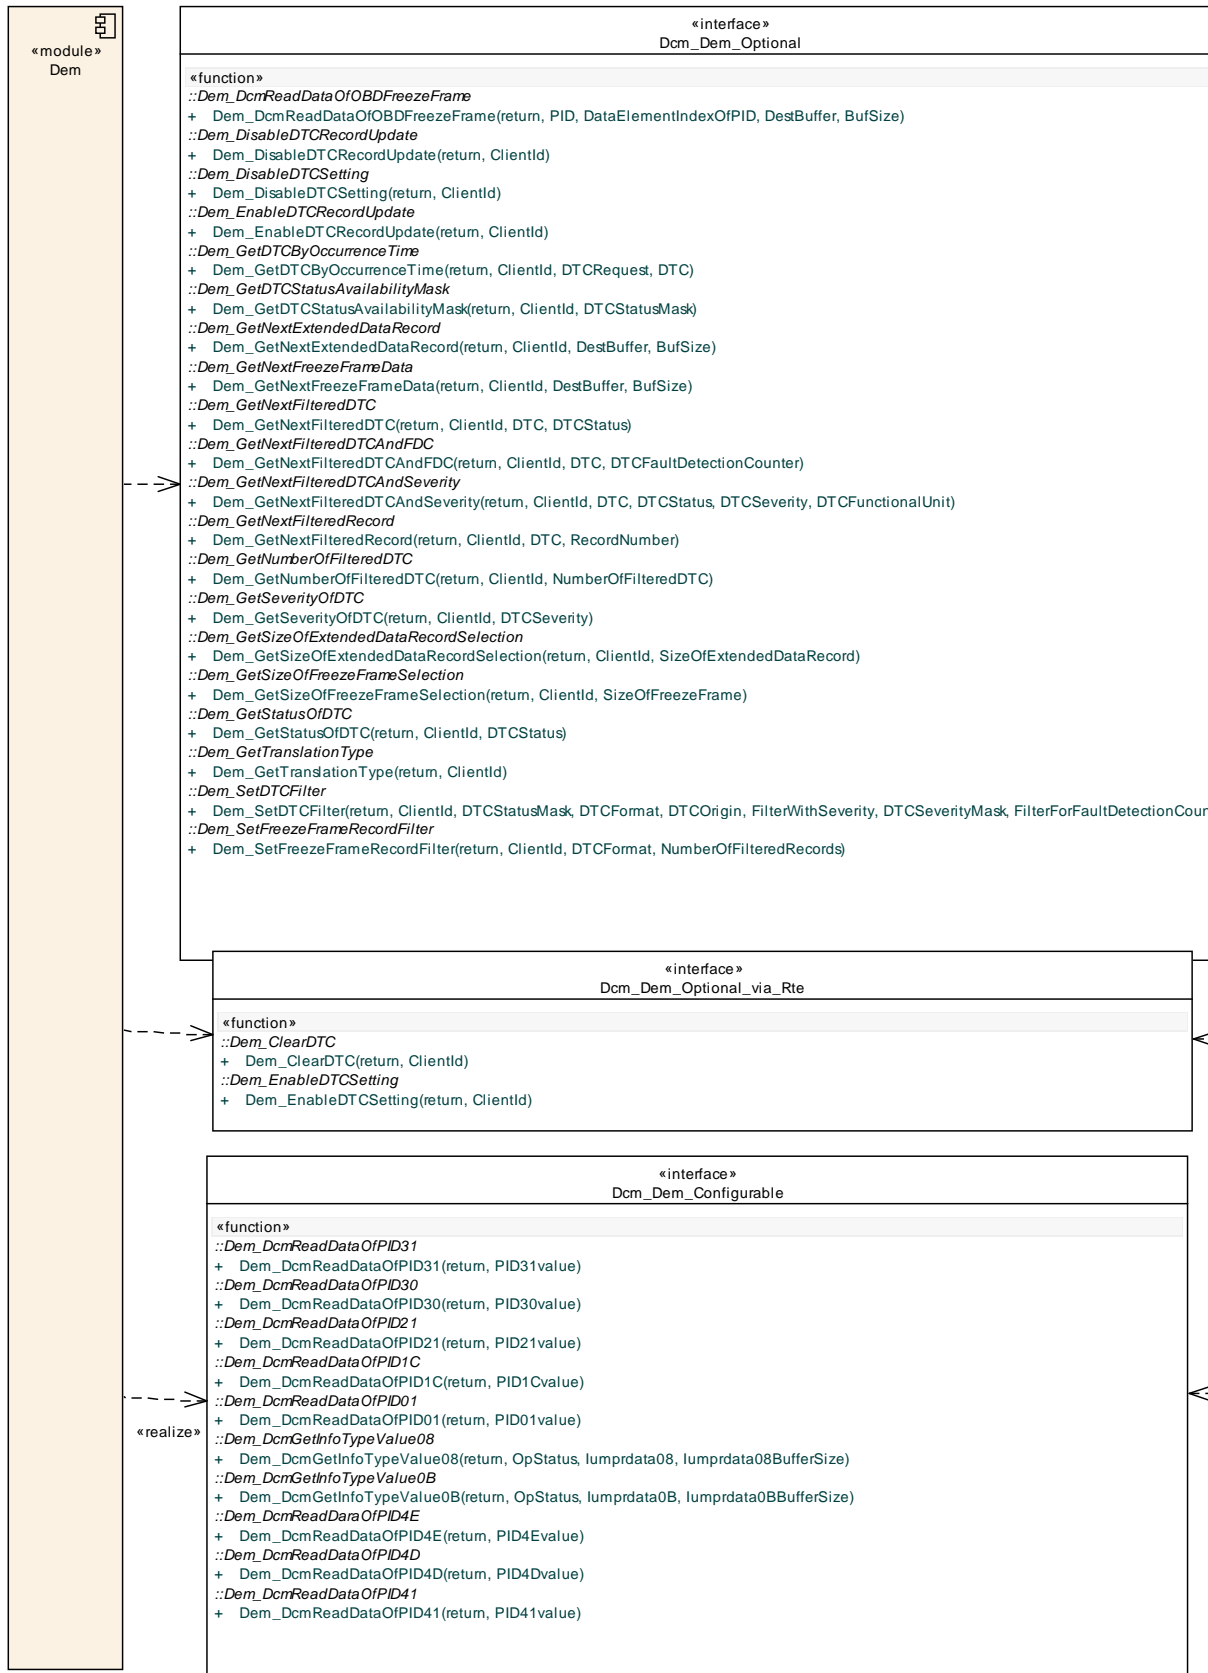 «module»
Dem
«interface»
Dcm_Dem_Optional
«function»
::Dem_DcmReadDataOfOBDFreezeFrame
+ Dem_DcmReadDataOfOBDFreezeFrame(return, PID, DataElementIndexOfPID, DestBuffer, BufSize)
::Dem_DisableDTCRecordUpdate
+ Dem_DisableDTCRecordUpdate(return, ClientId)
::Dem_DisableDTCSetting
+ Dem_DisableDTCSetting(return, ClientId)
::Dem_EnableDTCRecordUpdate
+ Dem_EnableDTCRecordUpdate(return, ClientId)
::Dem_GetDTCByOccurrenceTime
+ Dem_GetDTCByOccurrenceTime(return, ClientId, DTCRequest, DTC)
::Dem_GetDTCStatusAvailabilityMask
+ Dem_GetDTCStatusAvailabilityMask(return, ClientId, DTCStatusMask)
::Dem_GetNextExtendedDataRecord
+ Dem_GetNextExtendedDataRecord(return, ClientId, DestBuffer, BufSize)
::Dem_GetNextFreezeFrameData
+ Dem_GetNextFreezeFrameData(return, ClientId, DestBuffer, BufSize)
::Dem_GetNextFilteredDTC
+ Dem_GetNextFilteredDTC(return, ClientId, DTC, DTCStatus)
::Dem_GetNextFilteredDTCAndFDC
+ Dem_GetNextFilteredDTCAndFDC(return, ClientId, DTC, DTCFaultDetectionCounter)
::Dem_GetNextFilteredDTCAndSeverity
+ Dem_GetNextFilteredDTCAndSeverity(return, ClientId, DTC, DTCStatus, DTCSeverity, DTCFunctionalUnit)
::Dem_GetNextFilteredRecord
+ Dem_GetNextFilteredRecord(return, ClientId, DTC, RecordNumber)
::Dem_GetNumberOfFilteredDTC
+ Dem_GetNumberOfFilteredDTC(return, ClientId, NumberOfFilteredDTC)
::Dem_GetSeverityOfDTC
+ Dem_GetSeverityOfDTC(return, ClientId, DTCSeverity)
::Dem_GetSizeOfExtendedDataRecordSelection
+ Dem_GetSizeOfExtendedDataRecordSelection(return, ClientId, SizeOfExtendedDataRecord)
::Dem_GetSizeOfFreezeFrameSelection
+ Dem_GetSizeOfFreezeFrameSelection(return, ClientId, SizeOfFreezeFrame)
::Dem_GetStatusOfDTC
+ Dem_GetStatusOfDTC(return, ClientId, DTCStatus)
::Dem_GetTranslationType
+ Dem_GetTranslationType(return, ClientId)
::Dem_SetDTCFilter
+ Dem_SetDTCFilter(return, ClientId, DTCStatusMask, DTCFormat, DTCOrigin, FilterWithSeverity, DTCSeverityMask, FilterForFaultDetectionCour
::Dem_SetFreezeFrameRecordFilter
+ Dem_SetFreezeFrameRecordFilter(return, ClientId, DTCFormat, NumberOfFilteredRecords)
«interface»
Dcm_Dem_Optional_via_Rte
«function»
::Dem_ClearDTC
+ Dem_ClearDTC(return, ClientId)
::Dem_EnableDTCSetting
+ Dem_EnableDTCSetting(return, ClientId)
«interface»
Dcm_Dem_Configurable
«function»
::Dem_DcmReadDataOfPID31
+ Dem_DcmReadDataOfPID31(return, PID31value)
::Dem_DcmReadDataOfPID30
+ Dem_DcmReadDataOfPID30(return, PID30value)
::Dem_DcmReadDataOfPID21
+ Dem_DcmReadDataOfPID21(return, PID21value)
::Dem_DcmReadDataOfPID1C
+ Dem_DcmReadDataOfPID1C(return, PID1Cvalue)
::Dem_DcmReadDataOfPID01
+ Dem_DcmReadDataOfPID01(return, PID01value)
«realize»
::Dem_DcmGetInfoTypeValue08
+ Dem_DcmGetInfoTypeValue08(return, OpStatus, Iumprdata08, Iumprdata08BufferSize)
::Dem_DcmGetInfoTypeValue0B
+ Dem_DcmGetInfoTypeValue0B(return, OpStatus, Iumprdata0B, Iumprdata0BBufferSize)
::Dem_DcmReadDaraOfPID4E
+ Dem_DcmReadDataOfPID4E(return, PID4Evalue)
::Dem_DcmReadDataOfPID4D
+ Dem_DcmReadDataOfPID4D(return, PID4Dvalue)
::Dem_DcmReadDataOfPID41
+ Dem_DcmReadDataOfPID41(return, PID41value)